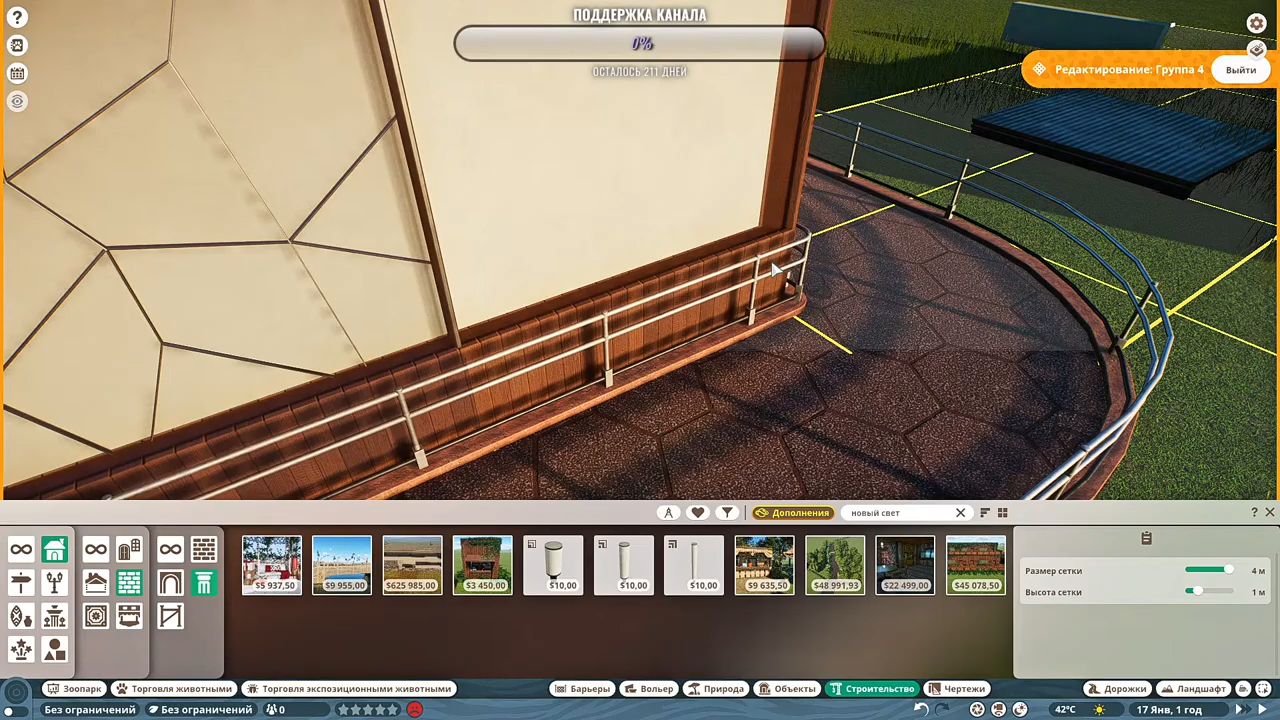 ПОДДЕРЖКА КАНАЛА
0%
ОСТАЛОСЬ 211 ДНЕЙ
Редактирование: Группа 4
Выйти
Дополнения
новый свет
$5 937,50
$9 955,00
$625 985,00
$3 450,00
$10,00
$10,00
$10,00
$9 635,50
$48 991,93
$22 499,00
$45 078,50
Размер сетки
4 м
Высота сетки
1 м
Зоопарк
Торговля животными
Торговля экспозиционными животными
Барьеры
Вольер
Природа
Объекты
Строительство
Чертежи
Дорожки
Ландшафт
Без ограничений
Без ограничений
0
42°C
17 Янв, 1 год